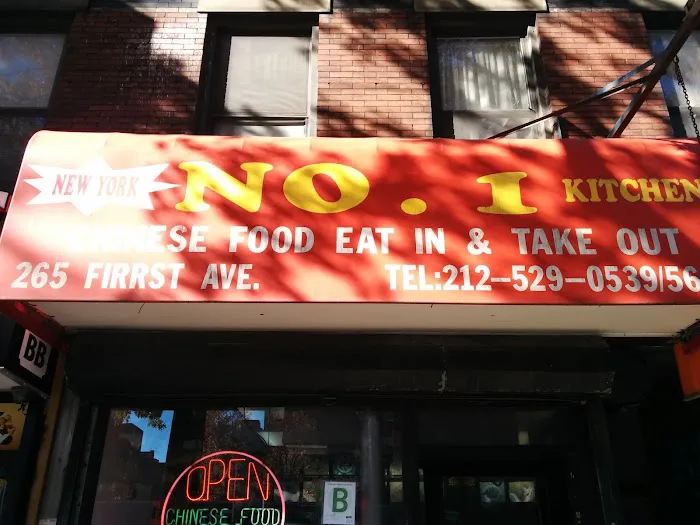 NEW YORK
NO. 1 KITCHEN
CHINESE FOOD EAT IN & TAKE OUT
265 FIRRST AVE. TEL:212-529-0539/56
BB
OPEN
CHINESE FOOD
B